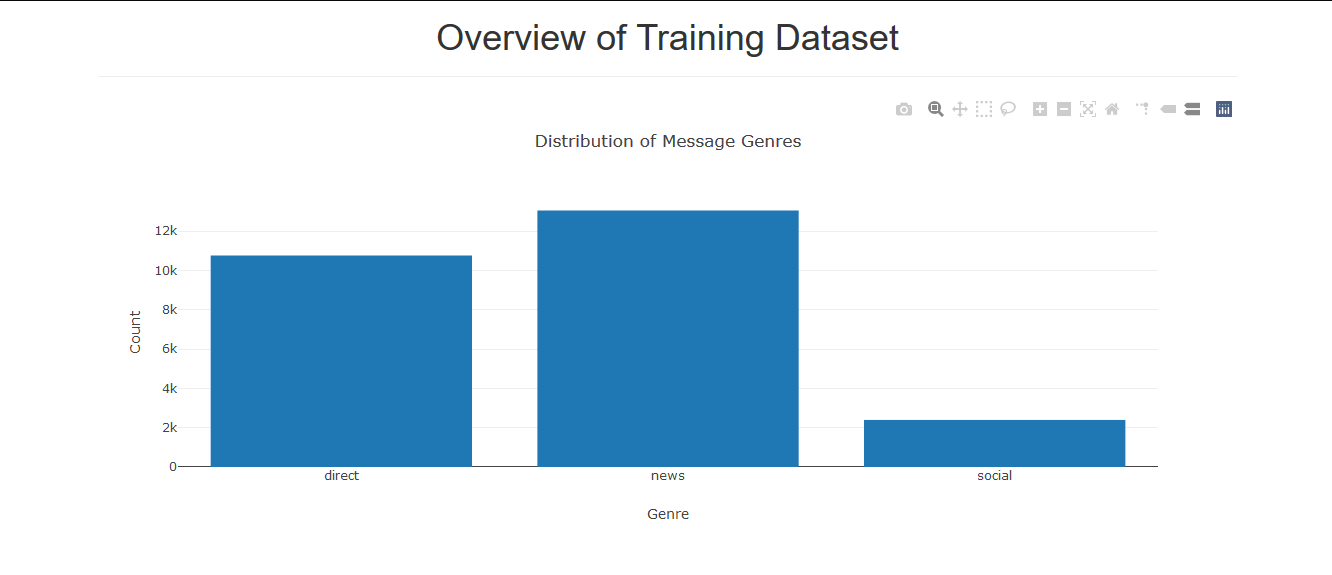 Overview of Training Dataset
Distribution of Message Genres
12k
10k
8k
6k
4k
2k
0
Count
direct news social
Genre